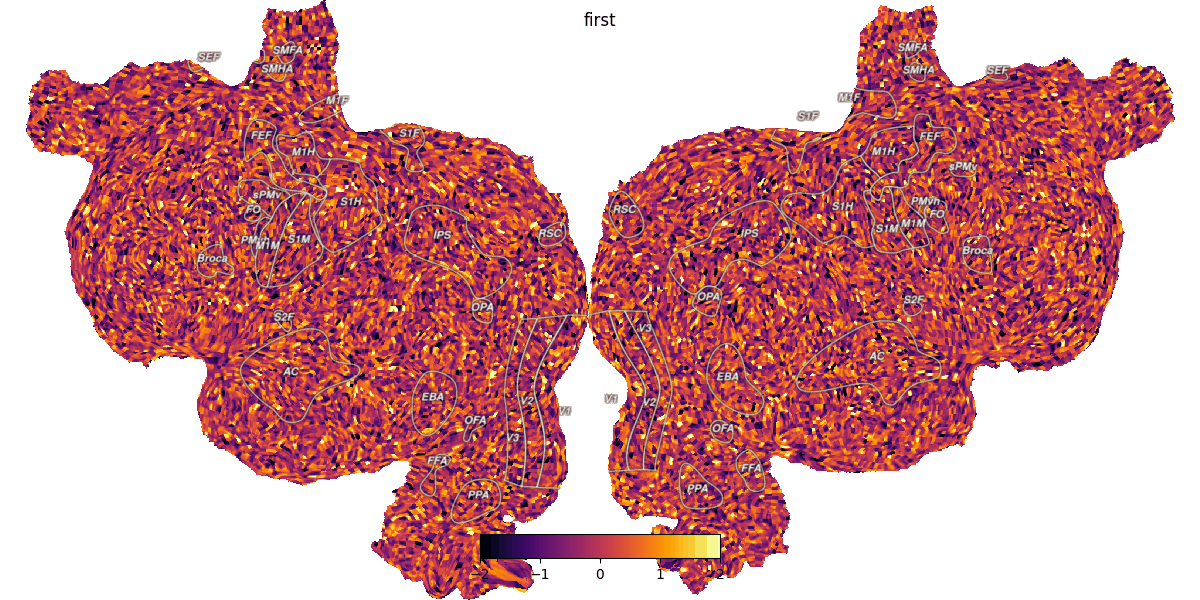 first
SMFA
SEF
SMHA
M1F
FEF
S1F
M1H
sPMv
S1H
FO
PMvh
M1M
S1M
IPS
RSC
Broca
OPA
S2F
AC
EBA
V2
V1
OFA
V3
FFA
PPA
SMFA
SMHA
SEF
M1F
S1F
FEF
M1H
sPMv
RSC
S1H
PMvh
FO
S1M
M1M
IPS
Broca
OPA
S2F
V3
AC
EBA
V1
V2
OFA
FFA
PPA
−2 −1 0 1 2